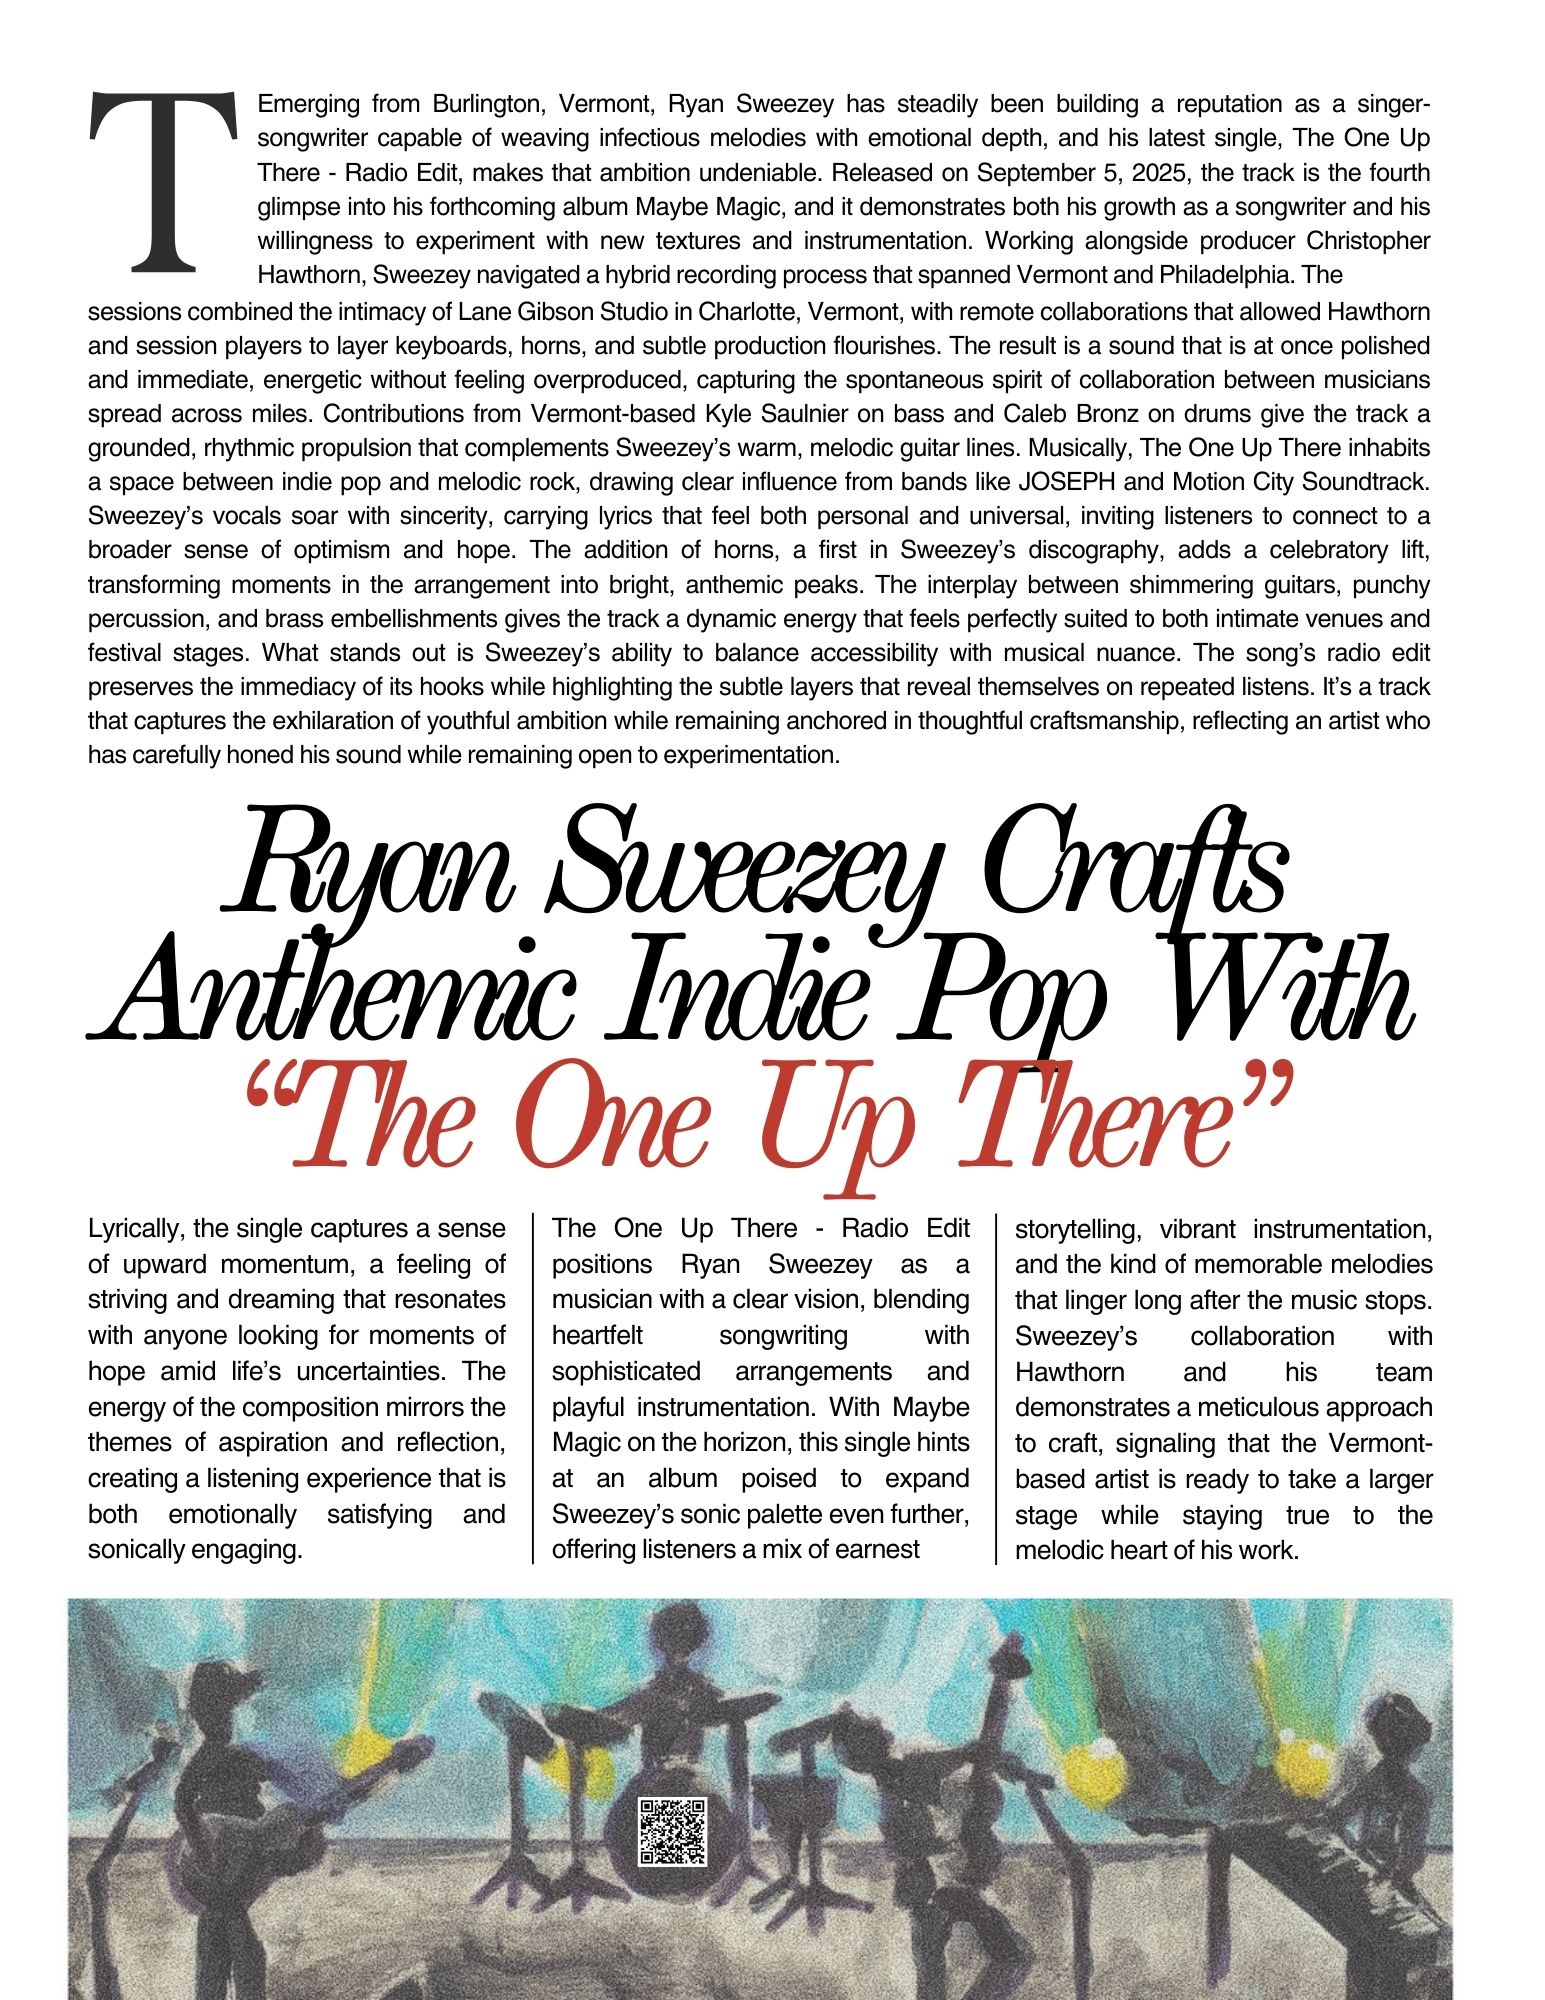 T
Emerging from Burlington, Vermont, Ryan Sweezey has steadily been building a reputation as a singer-
songwriter capable of weaving infectious melodies with emotional depth, and his latest single, The One Up
There - Radio Edit, makes that ambition undeniable. Released on September 5, 2025, the track is the fourth
glimpse into his forthcoming album Maybe Magic, and it demonstrates both his growth as a songwriter and his
willingness to experiment with new textures and instrumentation. Working alongside producer Christopher
Hawthorn, Sweezey navigated a hybrid recording process that spanned Vermont and Philadelphia. The
sessions combined the intimacy of Lane Gibson Studio in Charlotte, Vermont, with remote collaborations that allowed Hawthorn
and session players to layer keyboards, horns, and subtle production flourishes. The result is a sound that is at once polished
and immediate, energetic without feeling overproduced, capturing the spontaneous spirit of collaboration between musicians
spread across miles. Contributions from Vermont-based Kyle Saulnier on bass and Caleb Bronz on drums give the track a
grounded, rhythmic propulsion that complements Sweezey’s warm, melodic guitar lines. Musically, The One Up There inhabits
a space between indie pop and melodic rock, drawing clear influence from bands like JOSEPH and Motion City Soundtrack.
Sweezey’s vocals soar with sincerity, carrying lyrics that feel both personal and universal, inviting listeners to connect to a
broader sense of optimism and hope. The addition of horns, a first in Sweezey’s discography, adds a celebratory lift,
transforming moments in the arrangement into bright, anthemic peaks. The interplay between shimmering guitars, punchy
percussion, and brass embellishments gives the track a dynamic energy that feels perfectly suited to both intimate venues and
festival stages. What stands out is Sweezey’s ability to balance accessibility with musical nuance. The song’s radio edit
preserves the immediacy of its hooks while highlighting the subtle layers that reveal themselves on repeated listens. It’s a track
that captures the exhilaration of youthful ambition while remaining anchored in thoughtful craftsmanship, reflecting an artist who
has carefully honed his sound while remaining open to experimentation.
Ryan Sweezey Crafts
Anthemic Indie Pop With
“The One Up There”
Lyrically, the single captures a sense
of upward momentum, a feeling of
striving and dreaming that resonates
with anyone looking for moments of
hope amid life’s uncertainties. The
energy of the composition mirrors the
themes of aspiration and reflection,
creating a listening experience that is
both emotionally satisfying and
sonically engaging.
The One Up There - Radio Edit
positions Ryan Sweezey as a
musician with a clear vision, blending
heartfelt songwriting with
sophisticated arrangements and
playful instrumentation. With Maybe
Magic on the horizon, this single hints
at an album poised to expand
Sweezey’s sonic palette even further,
offering listeners a mix of earnest
storytelling, vibrant instrumentation,
and the kind of memorable melodies
that linger long after the music stops.
Sweezey’s collaboration with
Hawthorn and his team
demonstrates a meticulous approach
to craft, signaling that the Vermont-
based artist is ready to take a larger
stage while staying true to the
melodic heart of his work.